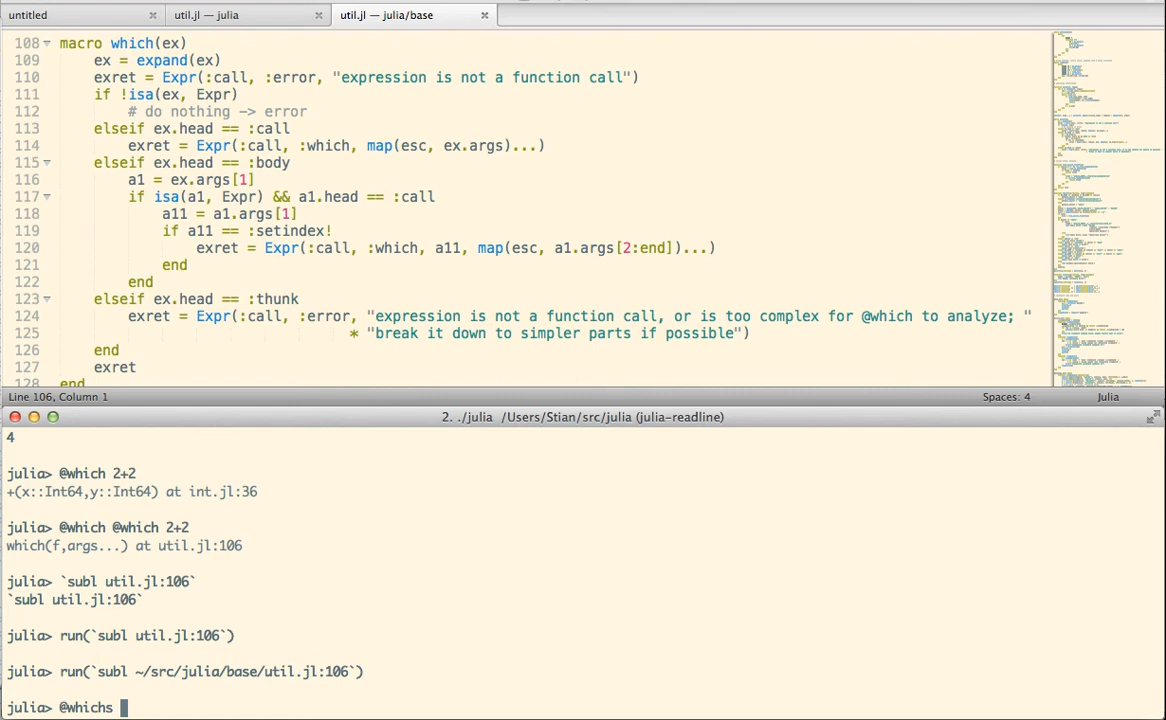 untitled
util.jl — julia
util.jl — julia/base
108 macro which(ex)
109     ex = expand(ex)
110     exret = Expr(:call, :error, "expression is not a function call")
111     if !isa(ex, Expr)
112         # do nothing -> error
113     elseif ex.head == :call
114         exret = Expr(:call, :which, map(esc, ex.args)...)
115     elseif ex.head == :body
116         a1 = ex.args[1]
117         if isa(a1, Expr) && a1.head == :call
118             a11 = a1.args[1]
119             if a11 == :setindex!
120                 exret = Expr(:call, :which, a11, map(esc, a1.args[2:end])...)
121             end
122         end
123     elseif ex.head == :thunk
124         exret = Expr(:call, :error, "expression is not a function call, or is too complex for @which to analyze; "
125                                   * "break it down to simpler parts if possible")
126     end
127     exret
128 end
Line 106, Column 1
Spaces: 4
Julia
2. ./julia /Users/Stian/src/julia (julia-readline)
4
julia> @which 2+2
+(x::Int64,y::Int64) at int.jl:36
julia> @which @which 2+2
which(f,args...) at util.jl:106
julia> `subl util.jl:106`
`subl util.jl:106`
julia> run(`subl util.jl:106`)
julia> run(`subl ~/src/julia/base/util.jl:106`)
julia> @whichs